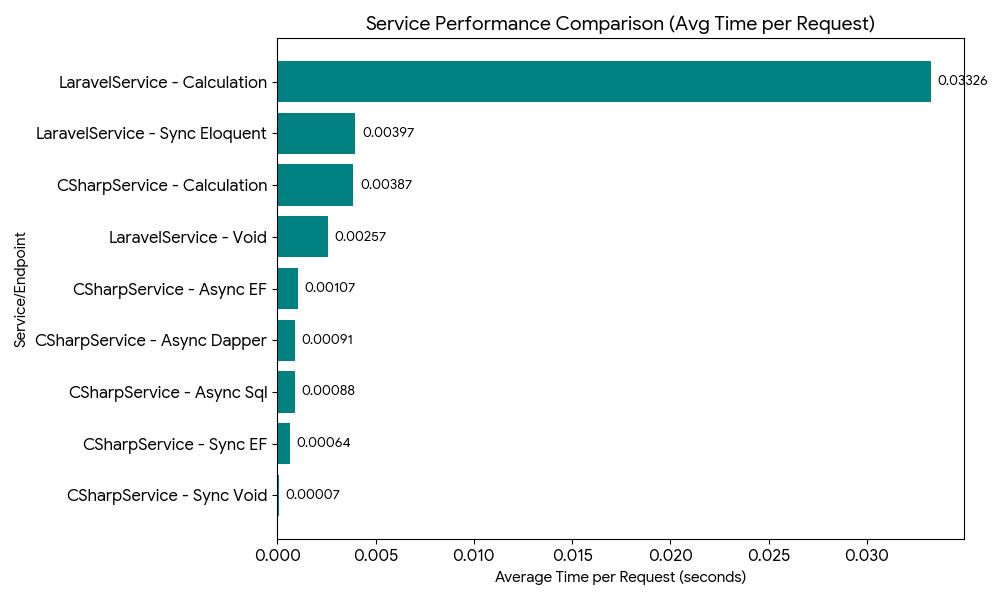 Service Performance Comparison (Avg Time per Request)
Service/Endpoint
LaravelService - Calculation 0.03326
LaravelService - Sync Eloquent 0.00397
CSharpService - Calculation 0.00387
LaravelService - Void 0.00257
CSharpService - Async EF 0.00107
CSharpService - Async Dapper 0.00091
CSharpService - Async Sql 0.00088
CSharpService - Sync EF 0.00064
CSharpService - Sync Void 0.00007
0.000 0.005 0.010 0.015 0.020 0.025 0.030
Average Time per Request (seconds)